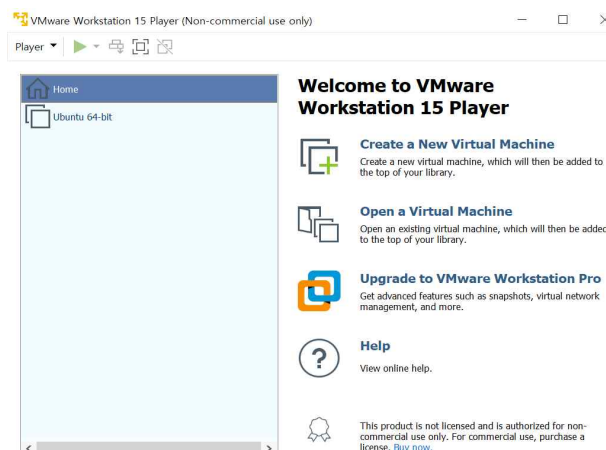 VMware Workstation 15 Player (Non-commercial use only)
Player
Home
Ubuntu 64-bit
Welcome to VMware
Workstation 15 Player
Create a New Virtual Machine
Create a new virtual machine, which will then be added to
the top of your library.
Open a Virtual Machine
Open an existing virtual machine, which will then be added
to the top of your library.
Upgrade to VMware Workstation Pro
Get advanced features such as snapshots, virtual network
management, and more.
Help
View online help.
This product is not licensed and is authorized for non-
commercial use only. For commercial use, purchase a
license. Buy now.